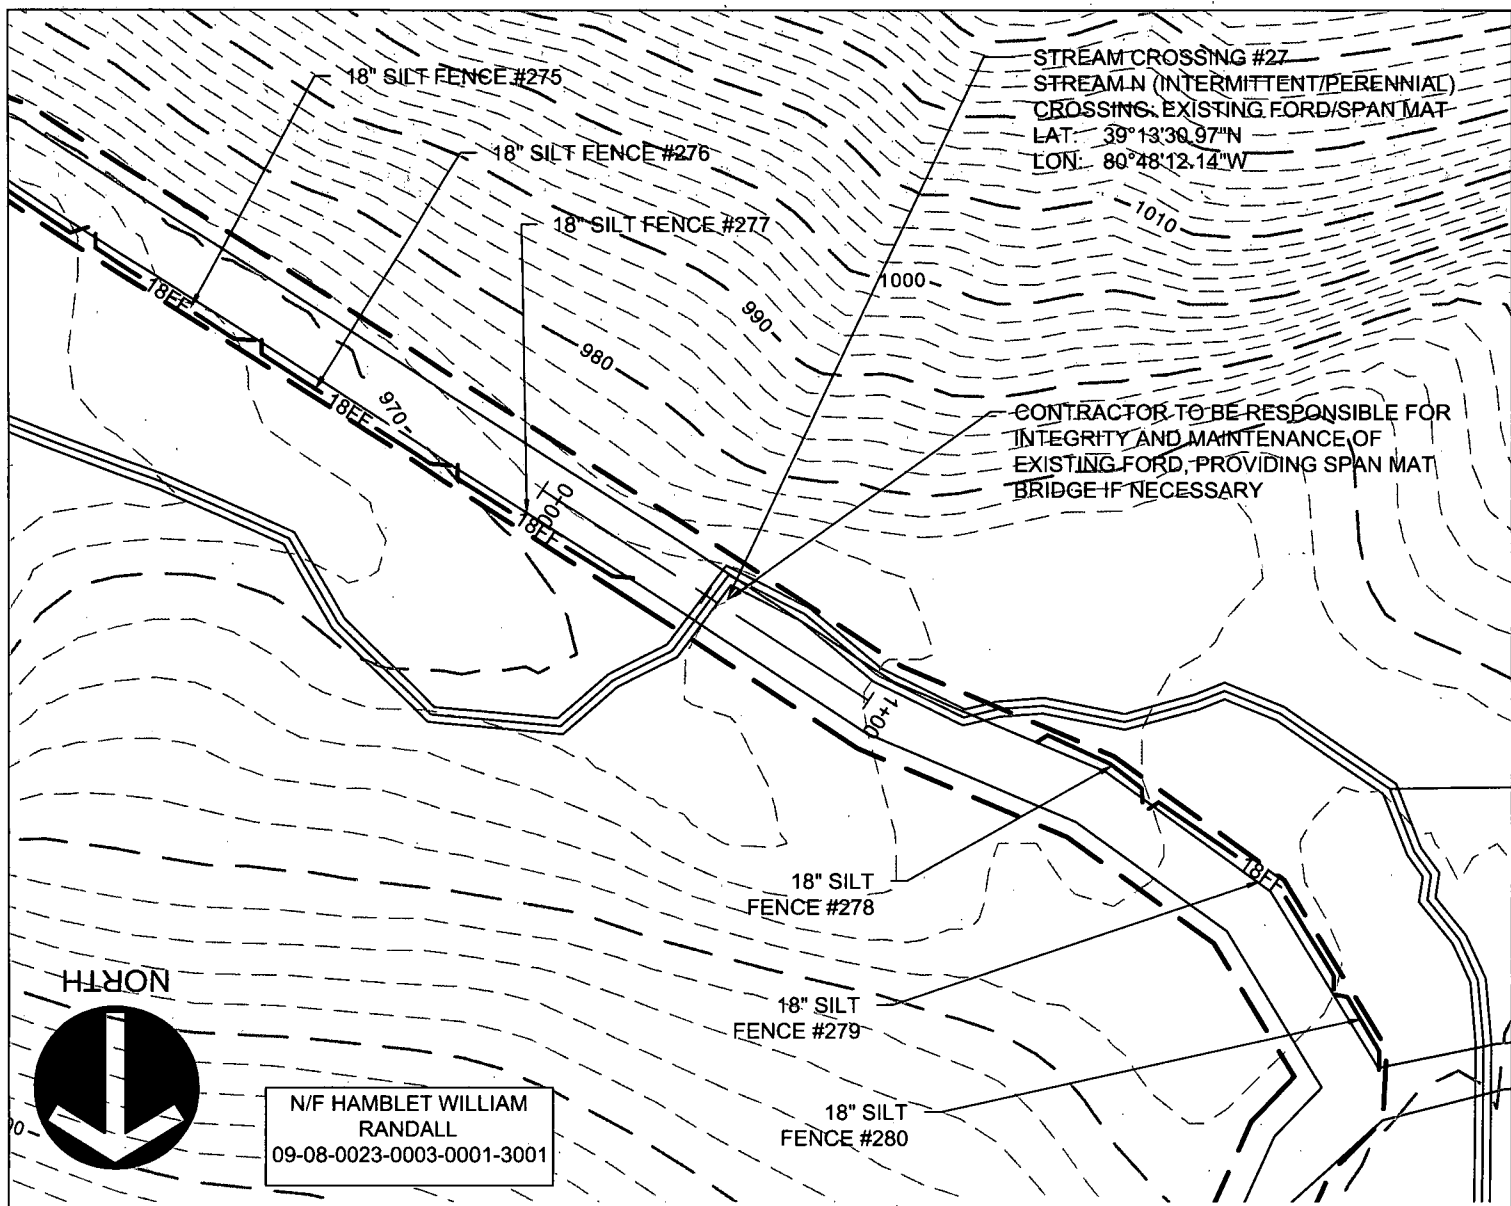 18" SILT FENCE #275
18" SILT FENCE #276
18" SILT FENCE #277
STREAM CROSSING #27
STREAM N (INTERMITTENT/PERENNIAL)
CROSSING: EXISTING FORD/SPAN MAT
LAT: 39°13'30.97"N
LON: 80°48'12.14"W
1010
1000
990
980
970
18FF
18FF
18FF
0+00
CONTRACTOR TO BE RESPONSIBLE FOR
INTEGRITY AND MAINTENANCE OF
EXISTING FORD, PROVIDING SPAN MAT
BRIDGE IF NECESSARY
1+00
18FF
18" SILT
FENCE #278
18" SILT
FENCE #279
18" SILT
FENCE #280
NORTH
N/F HAMBLET WILLIAM
RANDALL
09-08-0023-0003-0001-3001